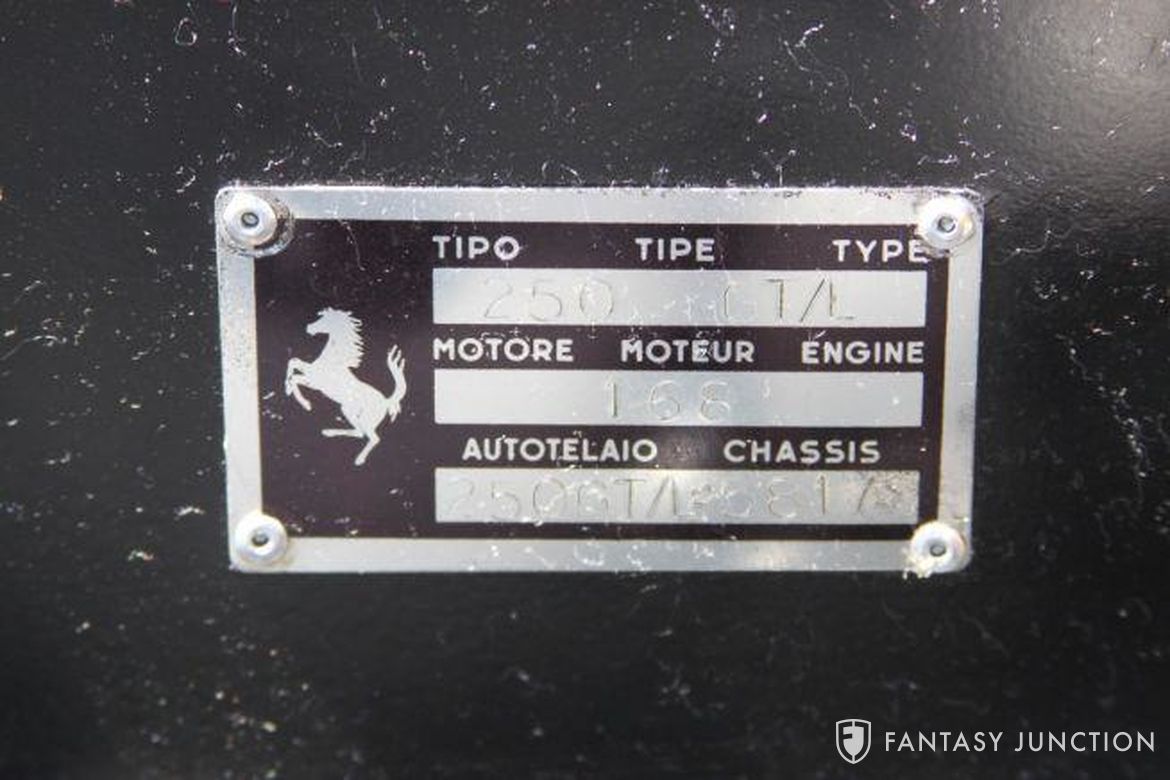 TIPO TIPE TYPE
250 GT/L
MOTORE MOTEUR ENGINE
168
AUTOTELAIO CHASSIS
FANTASY JUNCTION